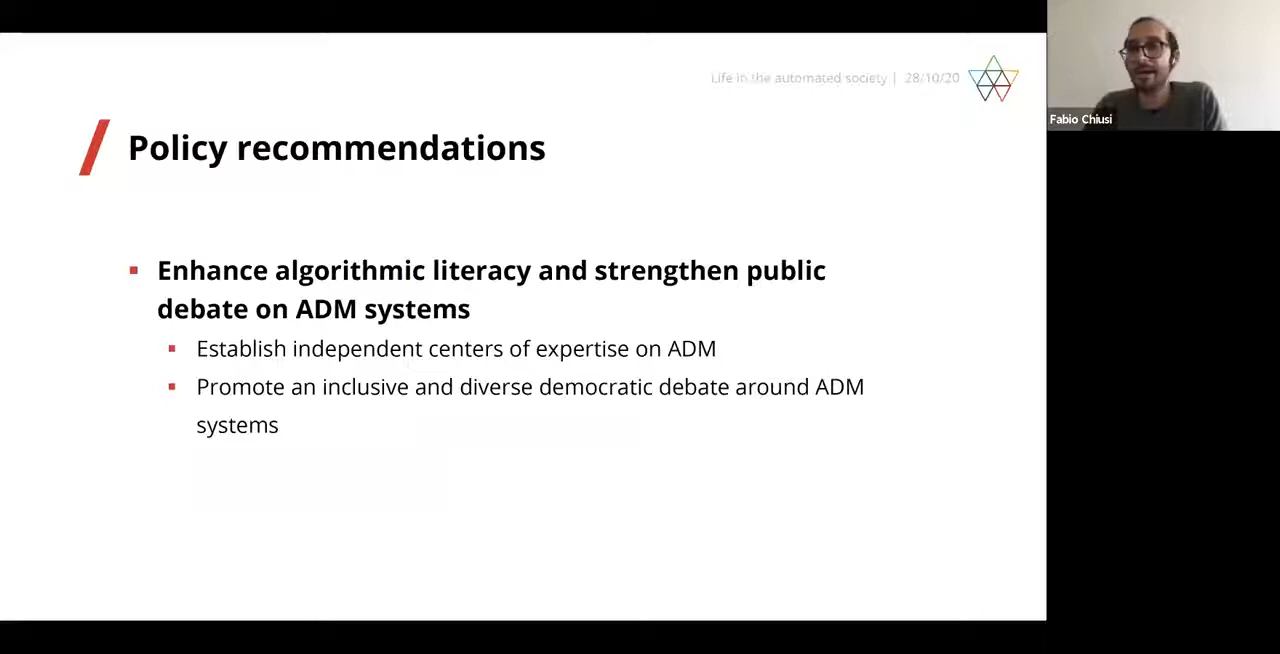 Life in the automated society | 28/10/20
Fabio Chiusi
Policy recommendations
Enhance algorithmic literacy and strengthen public
debate on ADM systems
Establish independent centers of expertise on ADM
Promote an inclusive and diverse democratic debate around ADM
systems